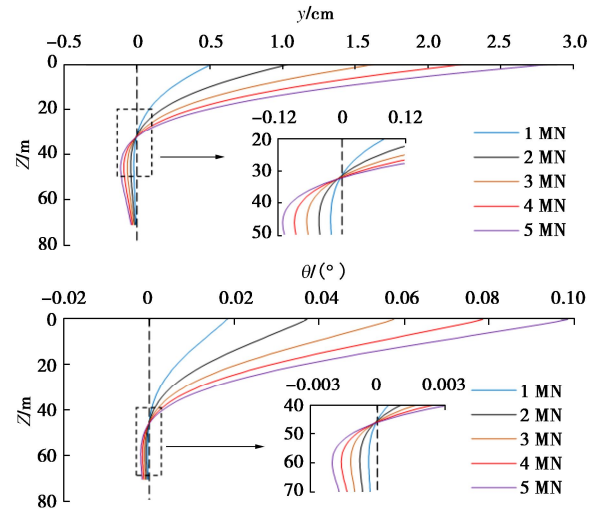 y/cm
-0.5 0 0.5 1.0 1.5 2.0 2.5 3.0
0
20
40
60
80
Z/m
-0.12 0 0.12
20
30
40
50
1 MN
2 MN
3 MN
4 MN
5 MN
θ/(°)
-0.02 0 0.02 0.04 0.06 0.08 0.10
0
20
40
60
80
Z/m
-0.003 0 0.003
40
50
60
70
1 MN
2 MN
3 MN
4 MN
5 MN